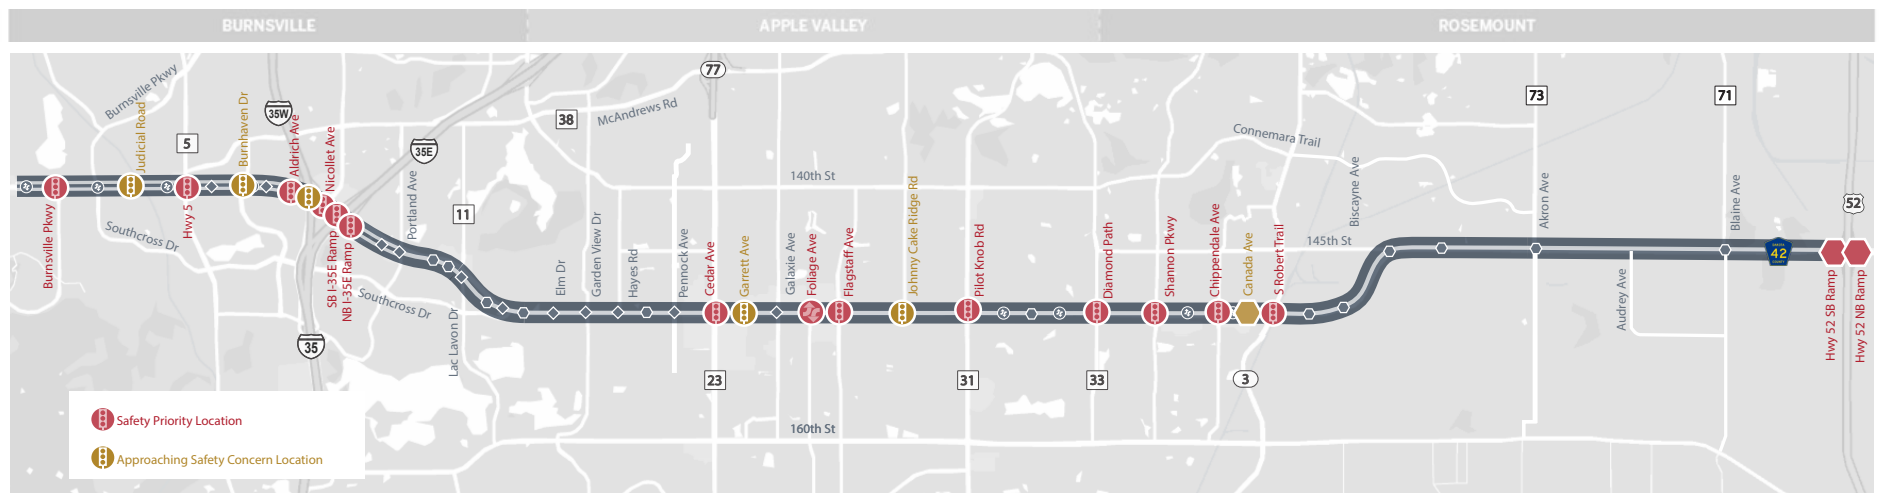 BURNSVILLE
APPLE VALLEY
ROSEMOUNT
Burnsville Pkwy
Judicial Road
5
Burnhaven Dr
35W
Aldrich Ave
Nicollet Ave
35E
Portland Ave
11
38
McAndrews Rd
77
140th St
Johnny Cake Ridge Rd
Connemara Trail
73
71
Biscayne Ave
Akron Ave
Blaine Ave
52
Burnsville Pkwy
Southcross Dr
Hwy 5
SB I-35E Ramp
NB I-35E Ramp
Southcross Dr
Lac Lavon Dr
35
Elm Dr
Garden View Dr
Hayes Rd
Pennock Ave
Cedar Ave
Garrett Ave
Galaxie Ave
Foliage Ave
Flagstaff Ave
Pilot Knob Rd
Diamond Path
Shannon Pkwy
Chippendale Ave
Canada Ave
S Robert Trail
145th St
Audrey Ave
DAKOTA
42
COUNTY
Hwy 52 SB Ramp
Hwy 52 NB Ramp
23
31
33
3
160th St
Safety Priority Location
Approaching Safety Concern Location